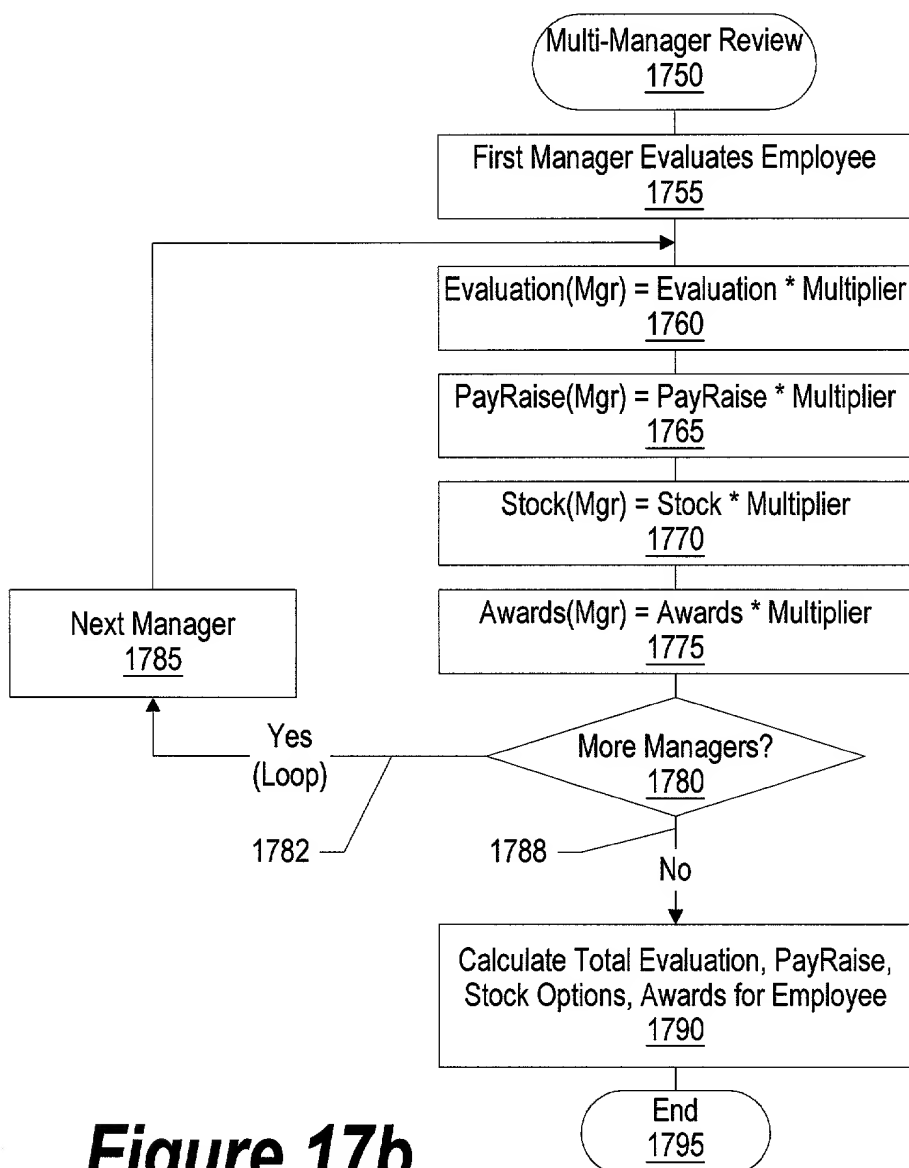 Multi-Manager Review
1750
First Manager Evaluates Employee
1755
Evaluation(Mgr) = Evaluation * Multiplier
1760
PayRaise(Mgr) = PayRaise * Multiplier
1765
Stock(Mgr) = Stock * Multiplier
1770
Awards(Mgr) = Awards * Multiplier
1775
Next Manager
1785
More Managers?
1780
Yes
(Loop)
1782
1788
No
Calculate Total Evaluation, PayRaise,
Stock Options, Awards for Employee
1790
End
1795
Figure 17b